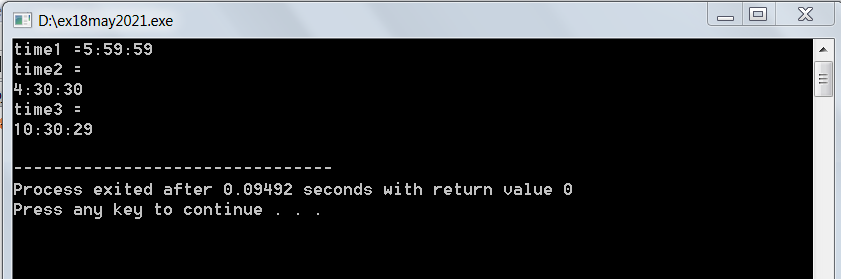 D:\ex18may2021.exe
time1 =5:59:59
time2 =
4:30:30
time3 =
10:30:29
--------------------------------
Process exited after 0.09492 seconds with return value 0
Press any key to continue . . .